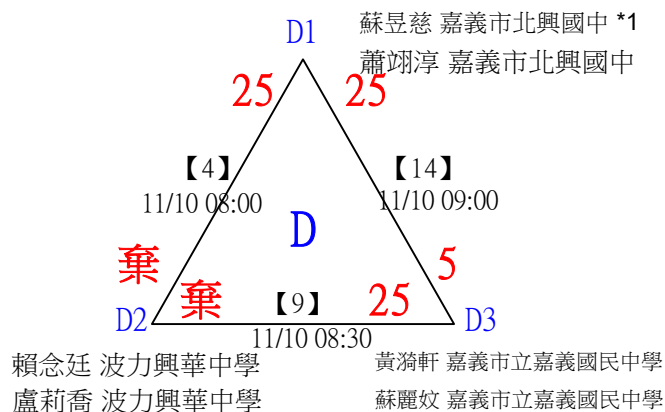 D1
蘇昱慈 嘉義市北興國中 *1
蕭翊淳 嘉義市北興國中
25
25
【4】
11/10 08:00
【14】
11/10 09:00
D
棄
棄
5
25
D2
【9】
11/10 08:30
D3
賴念廷 波力興華中學
盧莉喬 波力興華中學
黃漪軒 嘉義市立嘉義國民中學
蘇麗妏 嘉義市立嘉義國民中學